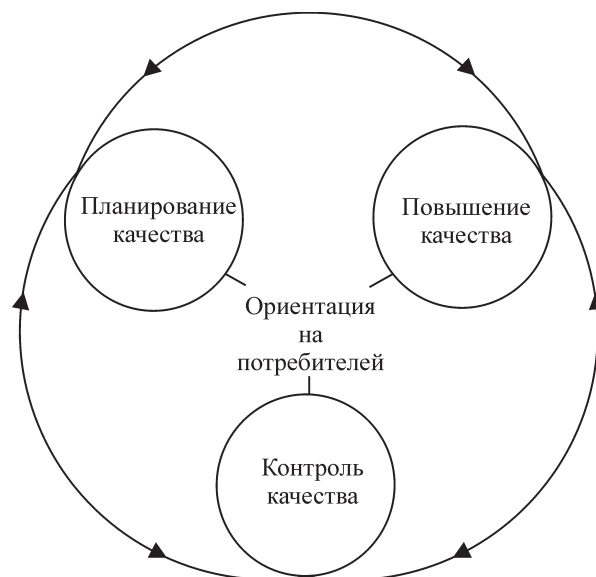 Планирование
качества
Повышение
качества
Ориентация
на
потребителей
Контроль
качества